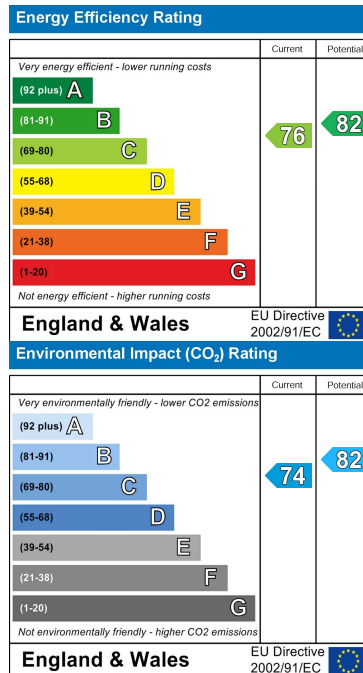 Energy Efficiency Rating
Current Potential
Very energy efficient - lower running costs
(92 plus) A
(81-91) B
(69-80) C
(55-68) D
(39-54) E
(21-38) F
(1-20) G
76
82
Not energy efficient - higher running costs
England & Wales
EU Directive
2002/91/EC
Environmental Impact (CO₂) Rating
Current Potential
Very environmentally friendly - lower CO2 emissions
(92 plus) A
(81-91) B
(69-80) C
(55-68) D
(39-54) E
(21-38) F
(1-20) G
74
82
Not environmentally friendly - higher CO2 emissions
England & Wales
EU Directive
2002/91/EC